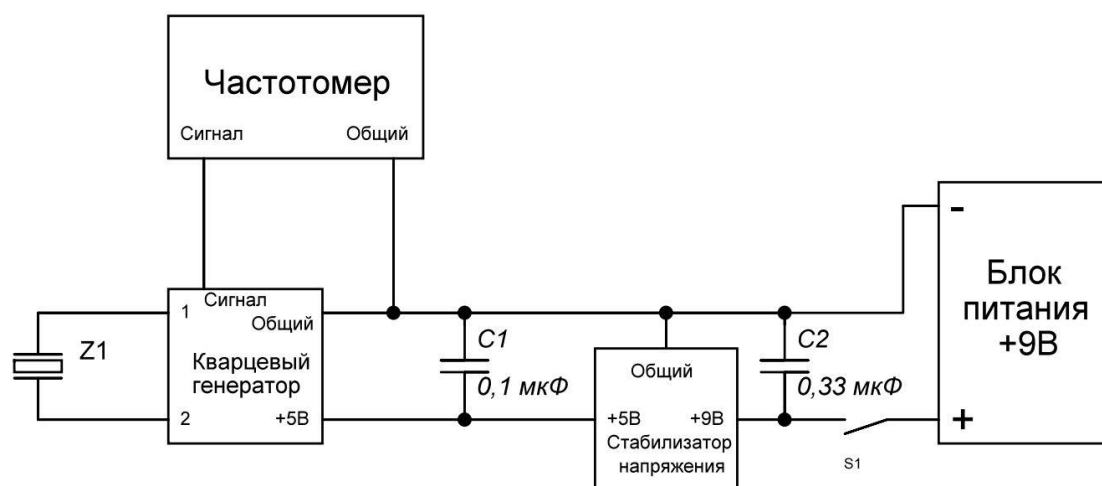 Частотомер
Сигнал
Общий
-
Блок
питания
+9В
+
1
Сигнал
Общий
Кварцевый
генератор
2
+5В
Z1
C1
0,1 мкФ
C2
0,33 мкФ
Общий
+5В
+9В
Стабилизатор
напряжения
S1